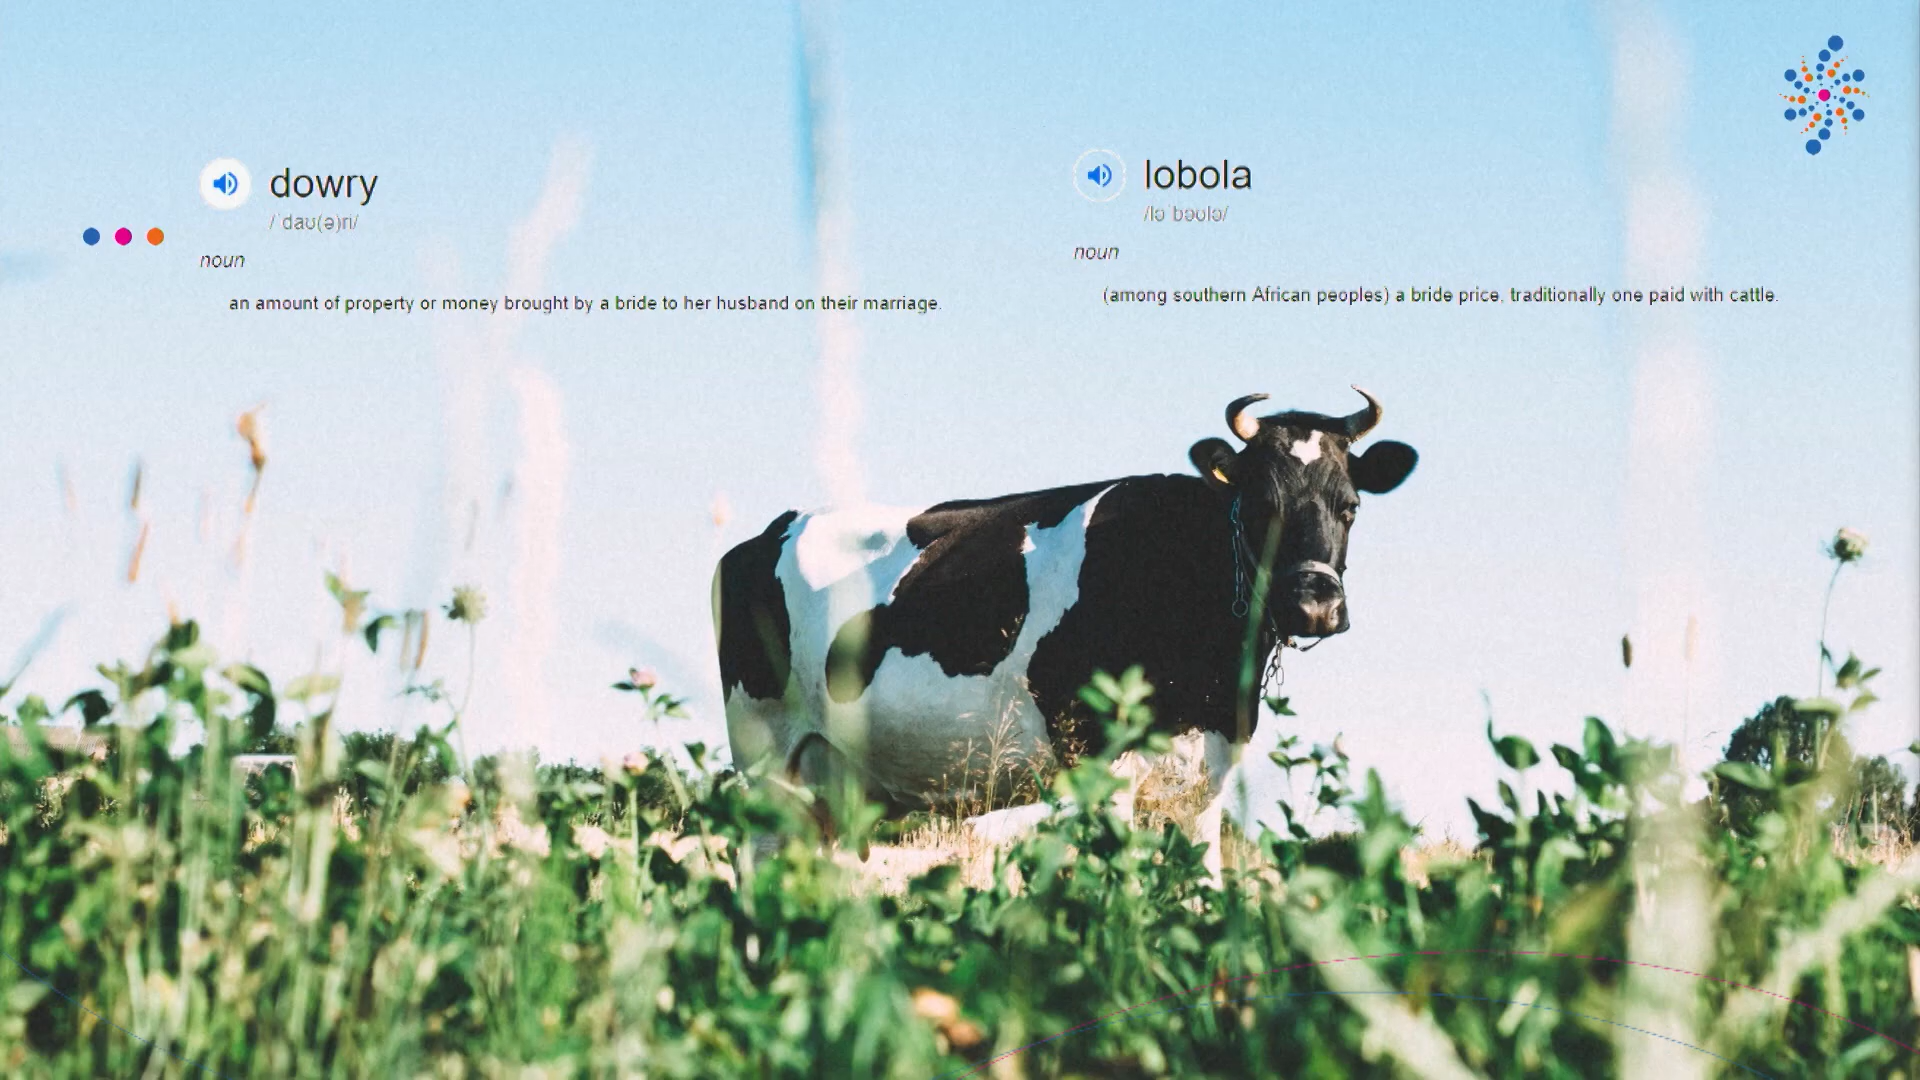 dowry
/ˈdaʊ(ə)ri/
noun
an amount of property or money brought by a bride to her husband on their marriage.
lobola
/ləˈbəʊlə/
noun
(among southern African peoples) a bride price, traditionally one paid with cattle.